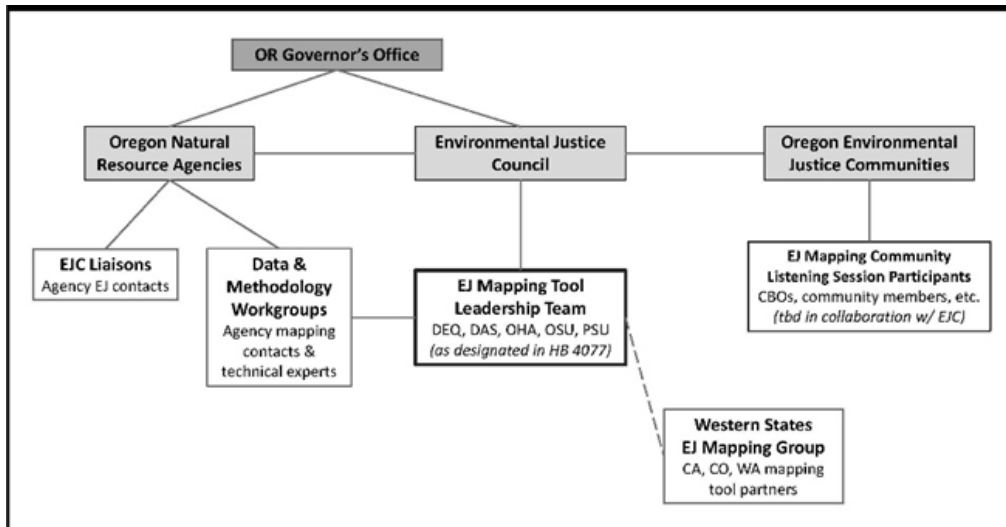 OR Governor's Office
Oregon Natural
Resource Agencies
Environmental Justice
Council
Oregon Environmental
Justice Communities
EJC Liaisons
Agency EJ contacts
Data &
Methodology
Workgroups
Agency mapping
contacts &
technical experts
EJ Mapping Tool
Leadership Team
DEQ, DAS, OHA, OSU, PSU
(as designated in HB 4077)
EJ Mapping Community
Listening Session Participants
CBOs, community members, etc.
(tbd in collaboration w/ EJC)
Western States
EJ Mapping Group
CA, CO, WA mapping
tool partners